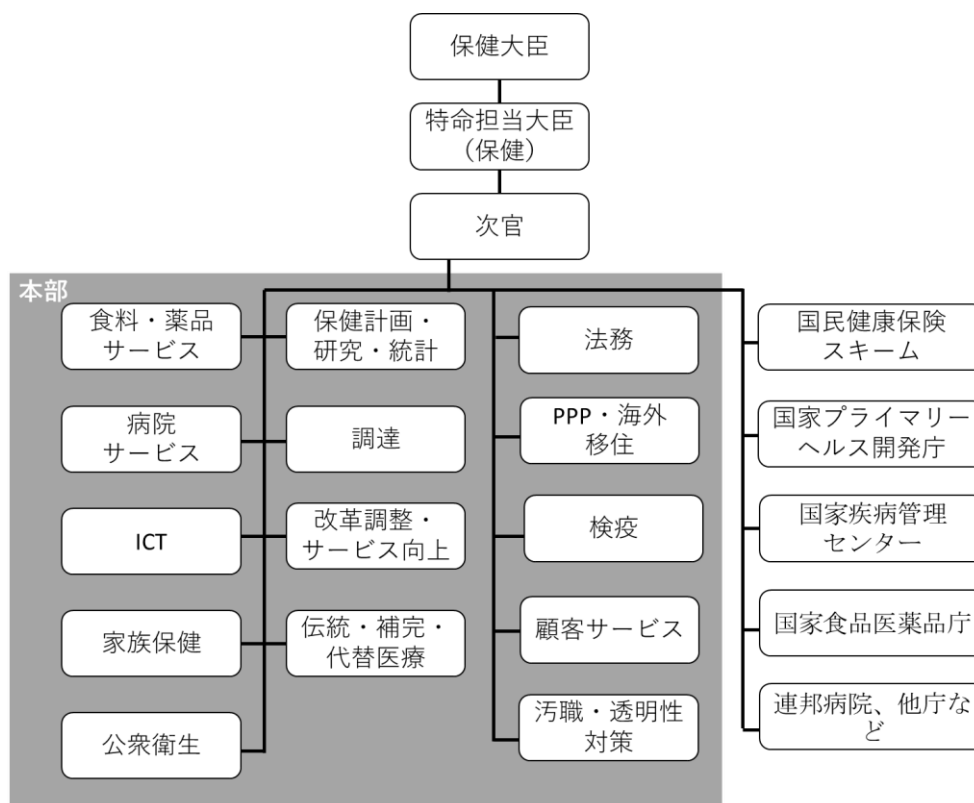 保健大臣
特命担当大臣
（保健）
次官
本部
食料・薬品
サービス
保健計画・
研究・統計
法務
国民健康保険
スキーム
病院
サービス
調達
PPP・海外
移住
国家プライマリー
ヘルス開発庁
ICT
改革調整・
サービス向上
検疫
国家疾病管理
センター
家族保健
伝統・補完・
代替医療
顧客サービス
国家食品医薬品庁
公衆衛生
汚職・透明性
対策
連邦病院、他庁な
ど